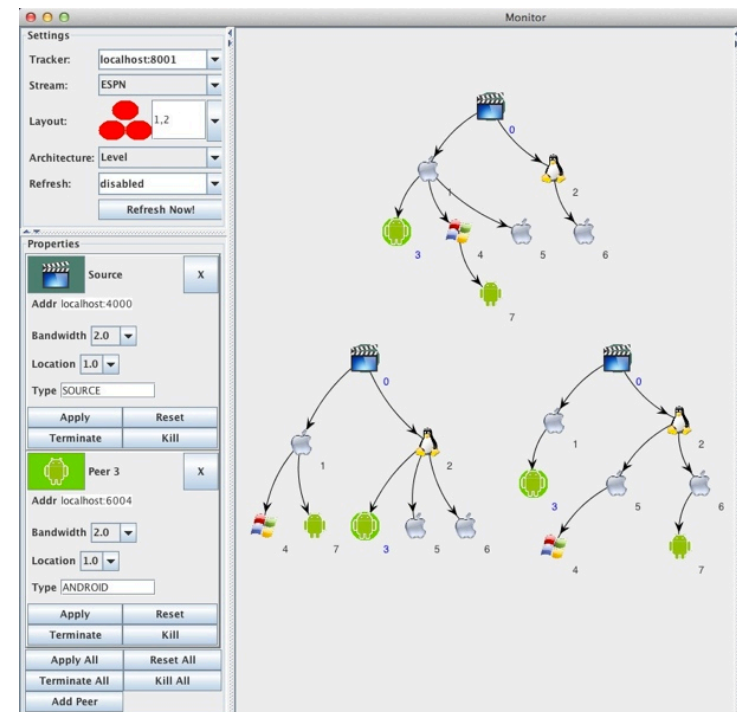 Monitor
Settings
Tracker: localhost:8001
Stream: ESPN
Layout: 1,2
Architecture: Level
Refresh: disabled
Refresh Now!
Properties
Source X
Addr localhost:4000
Bandwidth 2.0
Location 1.0
Type SOURCE
Apply Reset
Terminate Kill
Peer 3 X
Addr localhost:6004
Bandwidth 2.0
Location 1.0
Type ANDROID
Apply Reset
Terminate Kill
Apply All Reset All
Terminate All Kill All
Add Peer
0
1 2
3 4 5 6
7
0
1 2
4 7 3 5 6
0
1 2
3 5 6
4 7